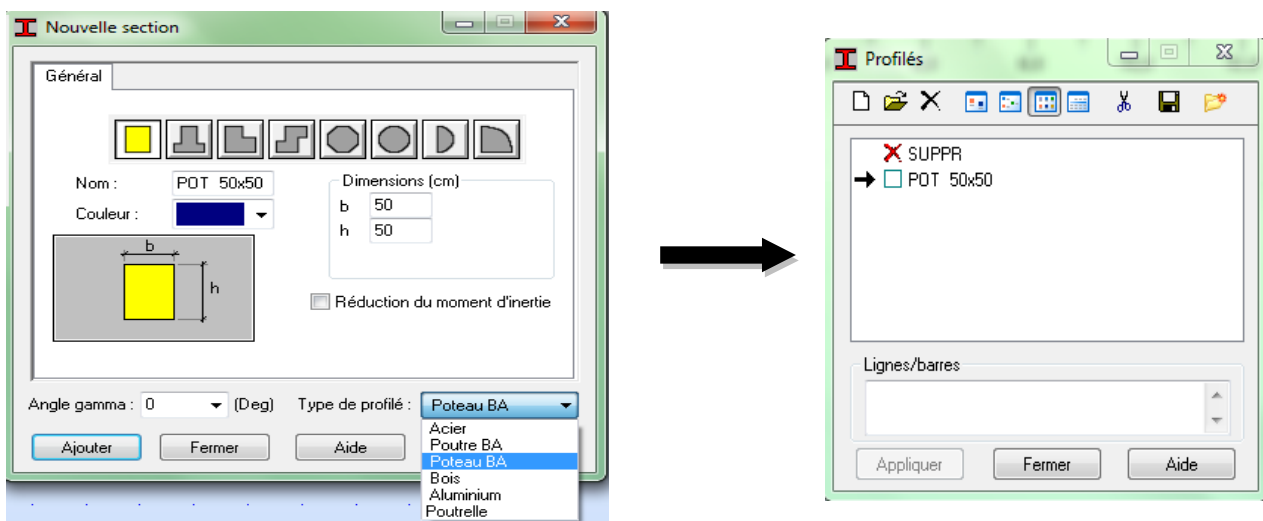 Nouvelle section
Général
Nom : POT 50x50
Couleur :
Dimensions (cm)
b 50
h 50
b
h
Réduction du moment d'inertie
Angle gamma : 0 (Deg) Type de profilé : Poteau BA
Ajouter Fermer Aide
Acier
Poutre BA
Poteau BA
Bois
Aluminium
Poutrelle
Profilés
SUPPR
POT 50x50
Lignes/barres
Appliquer Fermer Aide